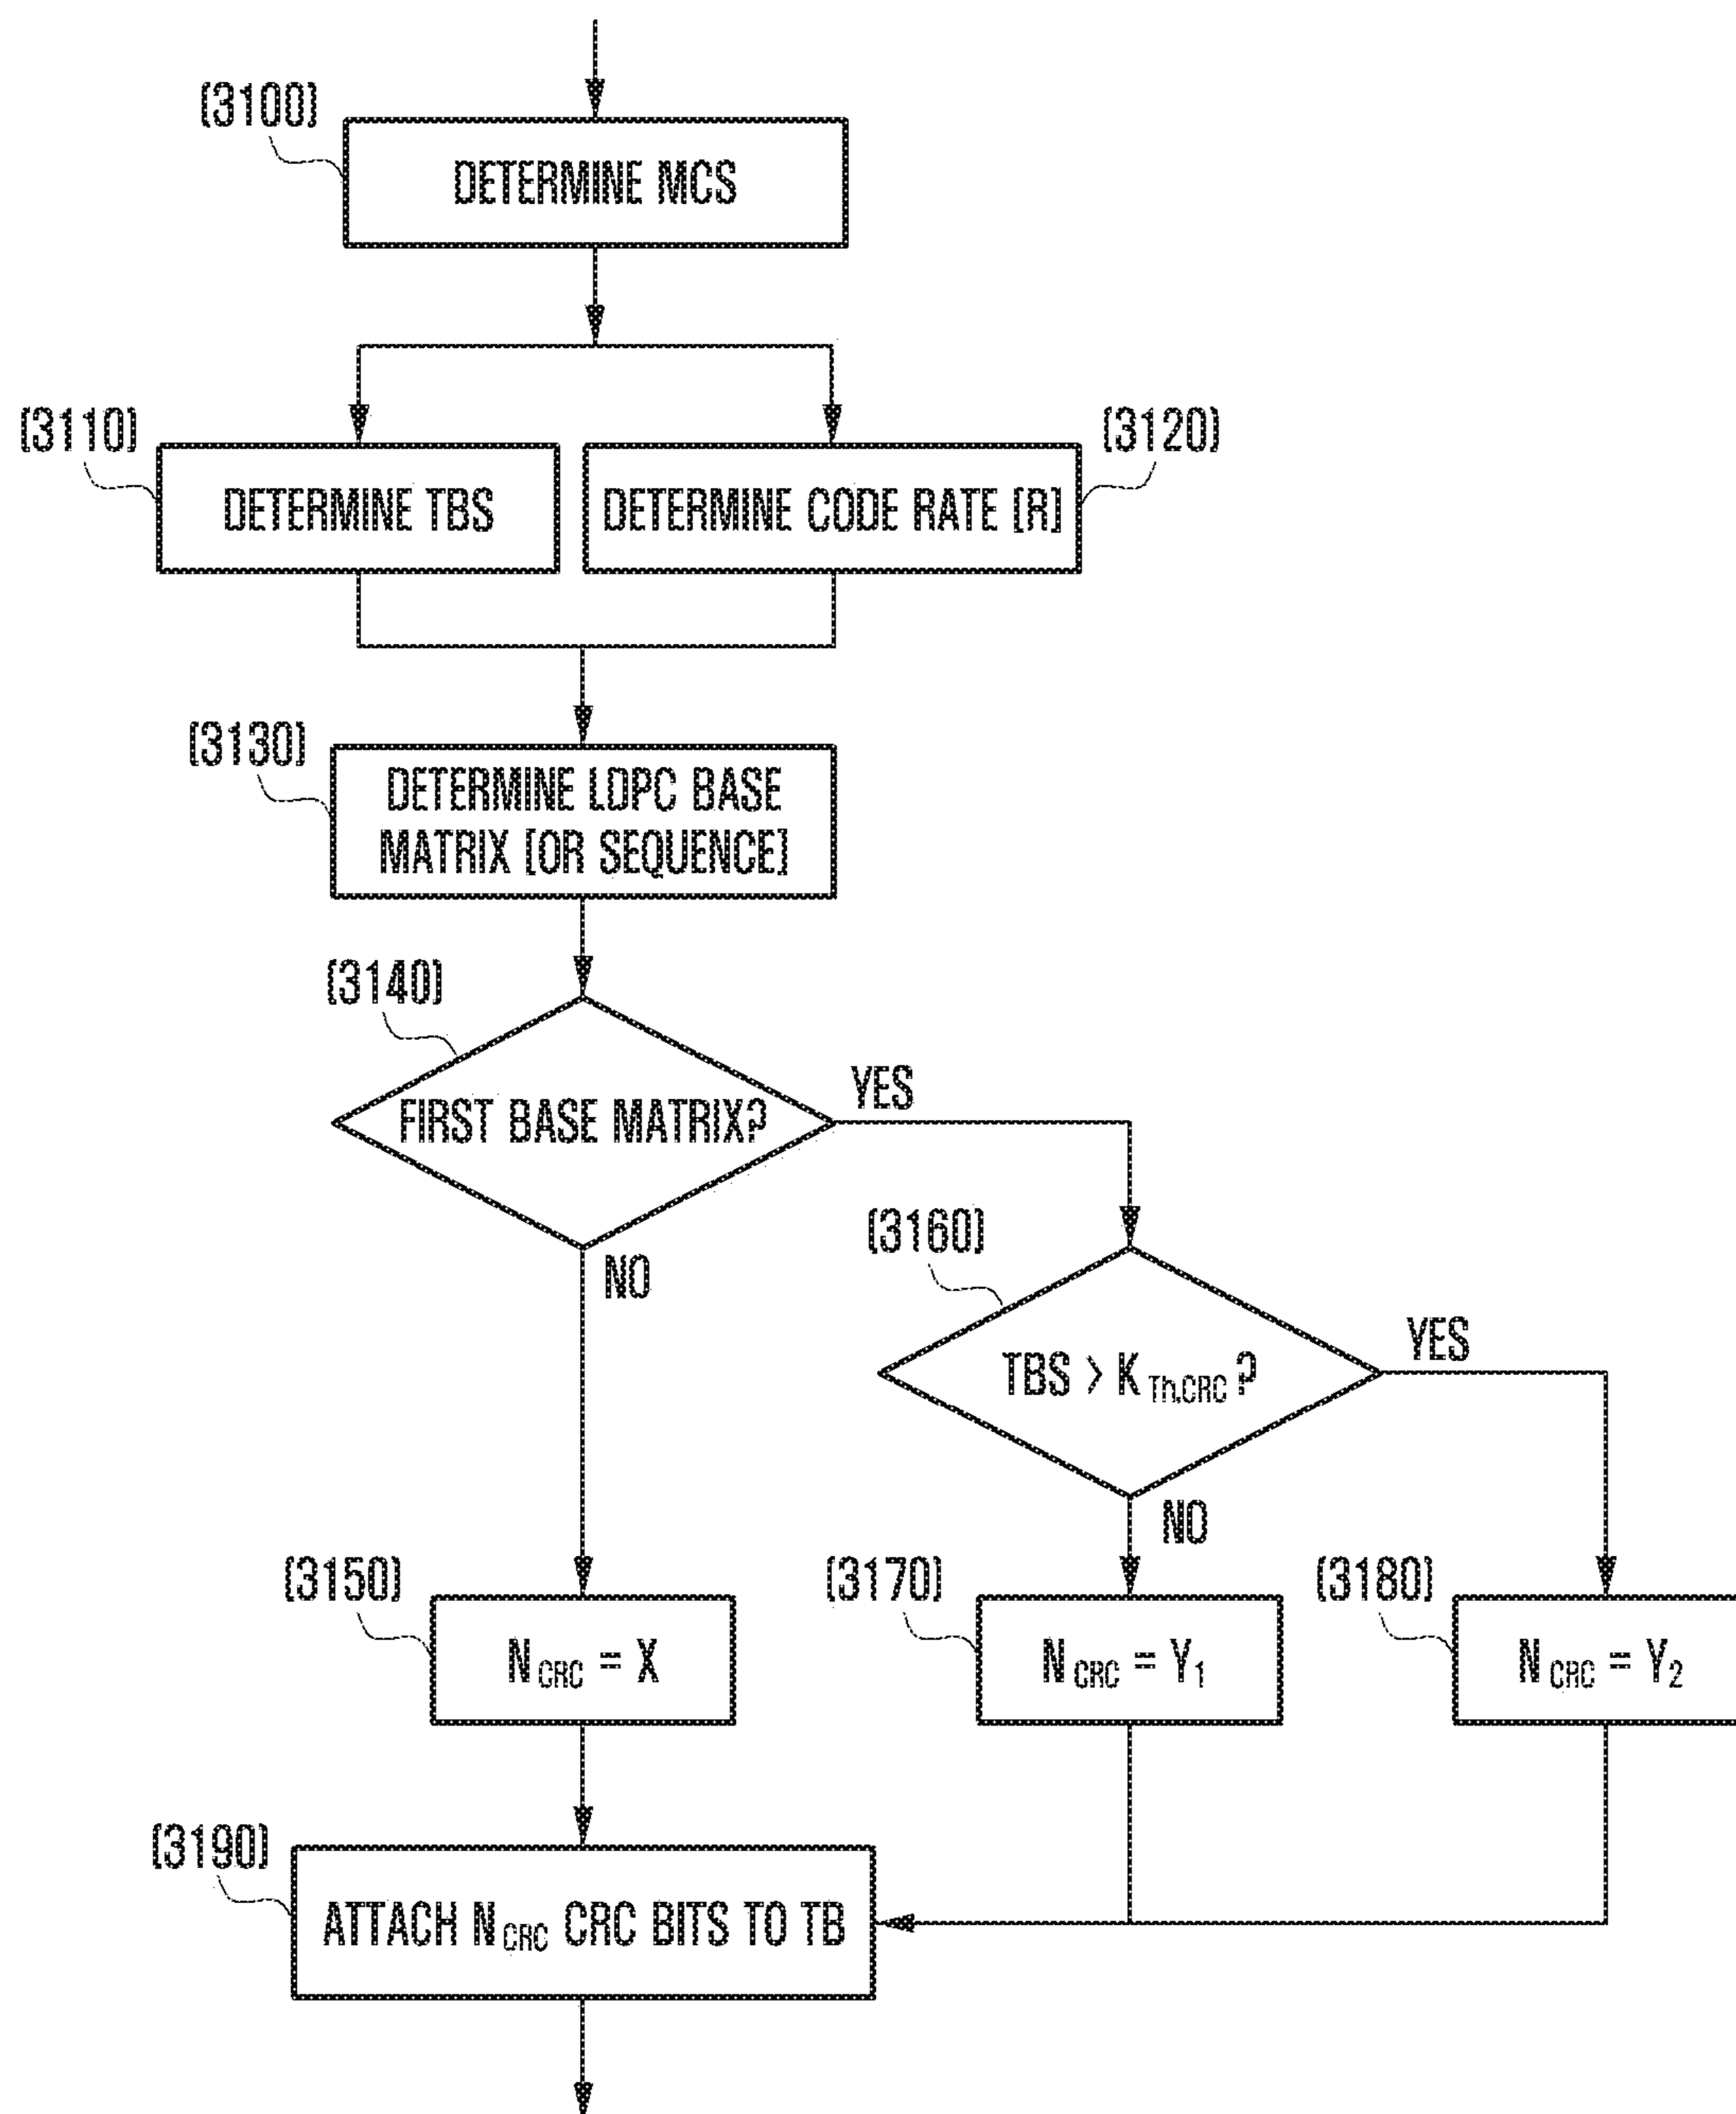 (3100)
DETERMINE MCS
(3110)
(3120)
DETERMINE TBS
DETERMINE CODE RATE [R]
(3130)
DETERMINE LDPC BASE
MATRIX [OR SEQUENCE]
(3140)
FIRST BASE MATRIX?
YES
NO
(3160)
TBS > K Th,CRC ?
YES
NO
(3150)
(3170)
(3180)
N CRC = X
N CRC = Y1
N CRC = Y2
(3190)
ATTACH N CRC CRC BITS TO TB